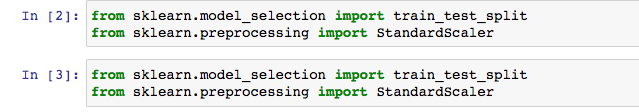 In [2]: from sklearn.model_selection import train_test_split
from sklearn.preprocessing import StandardScaler
In [3]: from sklearn.model_selection import train_test_split
from sklearn.preprocessing import StandardScaler